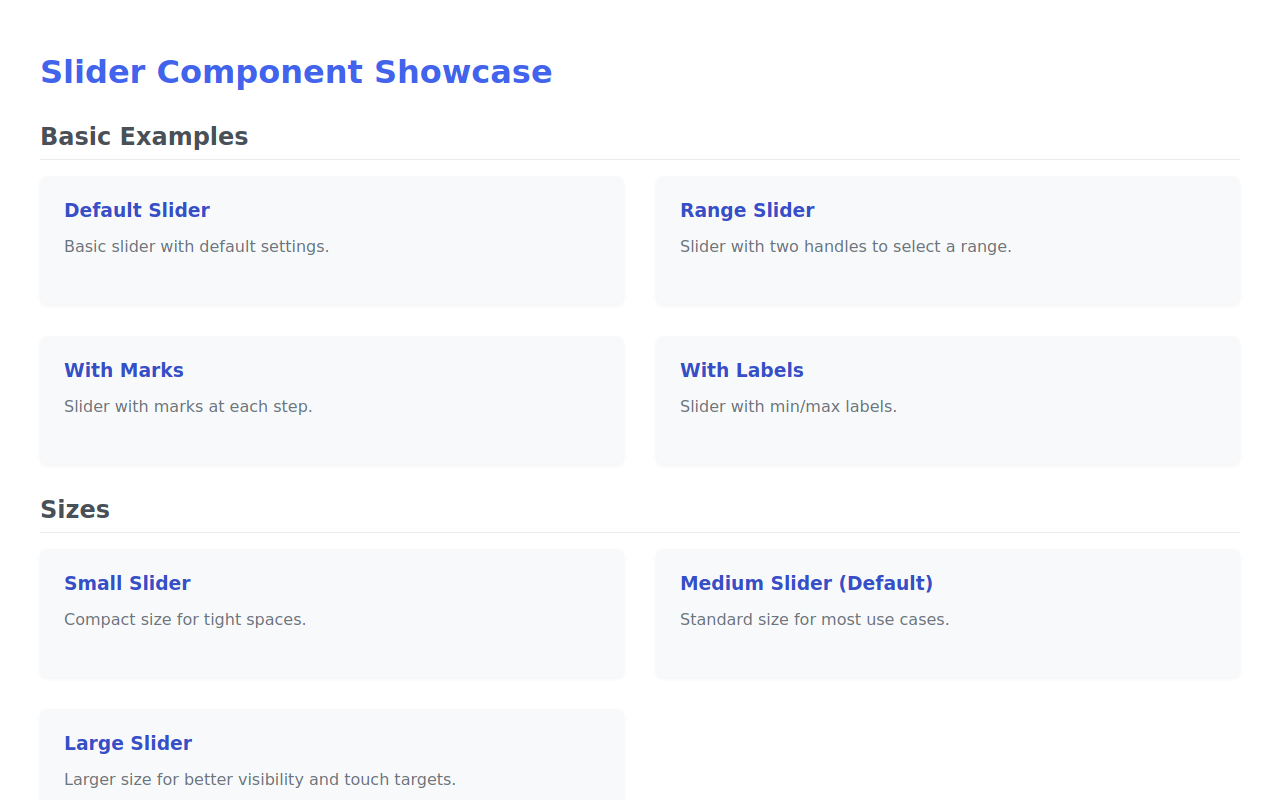 Slider Component Showcase
Basic Examples
Default Slider
Basic slider with default settings.
Range Slider
Slider with two handles to select a range.
With Marks
Slider with marks at each step.
With Labels
Slider with min/max labels.
Sizes
Small Slider
Compact size for tight spaces.
Medium Slider (Default)
Standard size for most use cases.
Large Slider
Larger size for better visibility and touch targets.